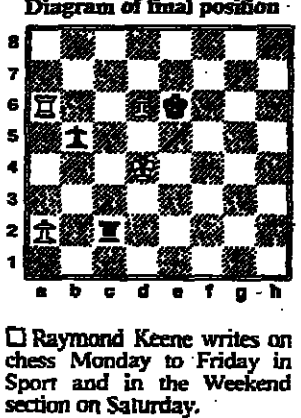 Diagram of final position
8
7
6
5
4
3
2
1
a b c d e f g h
Raymond Keene writes on
chess Monday to Friday in
Sport and in the Weekend
section on Saturday.